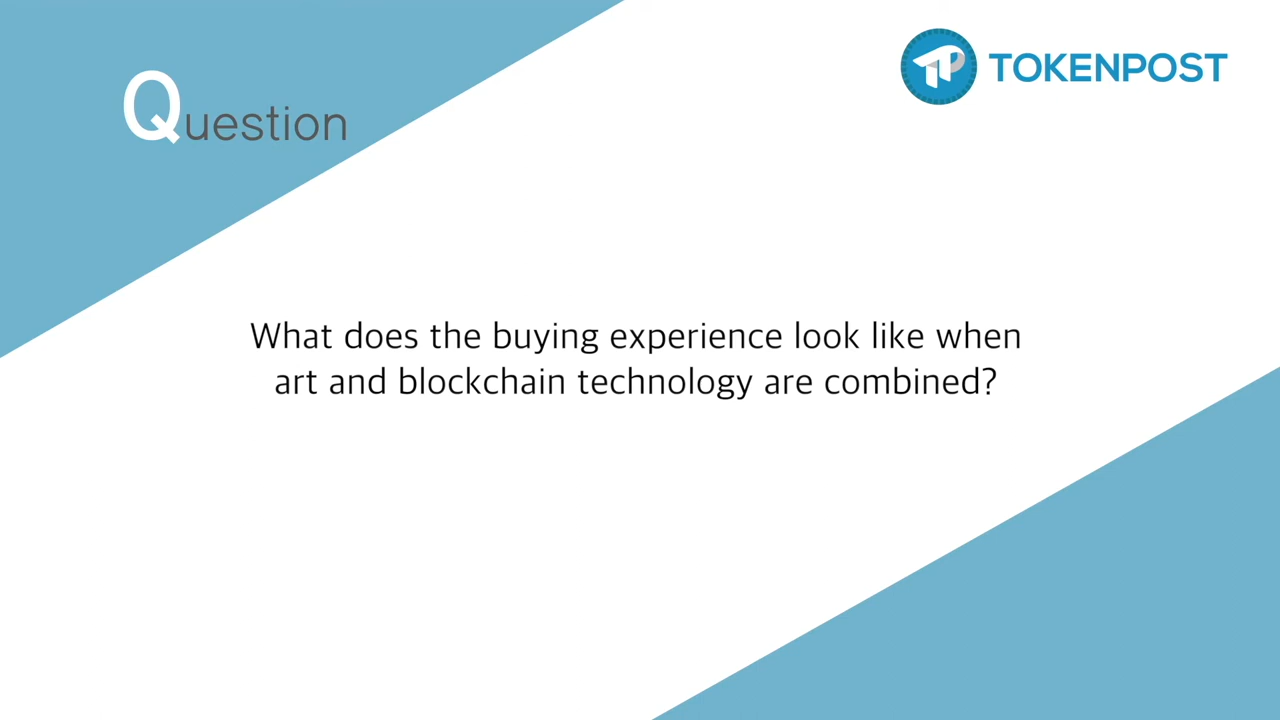 Question
TOKENPOST
What does the buying experience look like when
art and blockchain technology are combined?